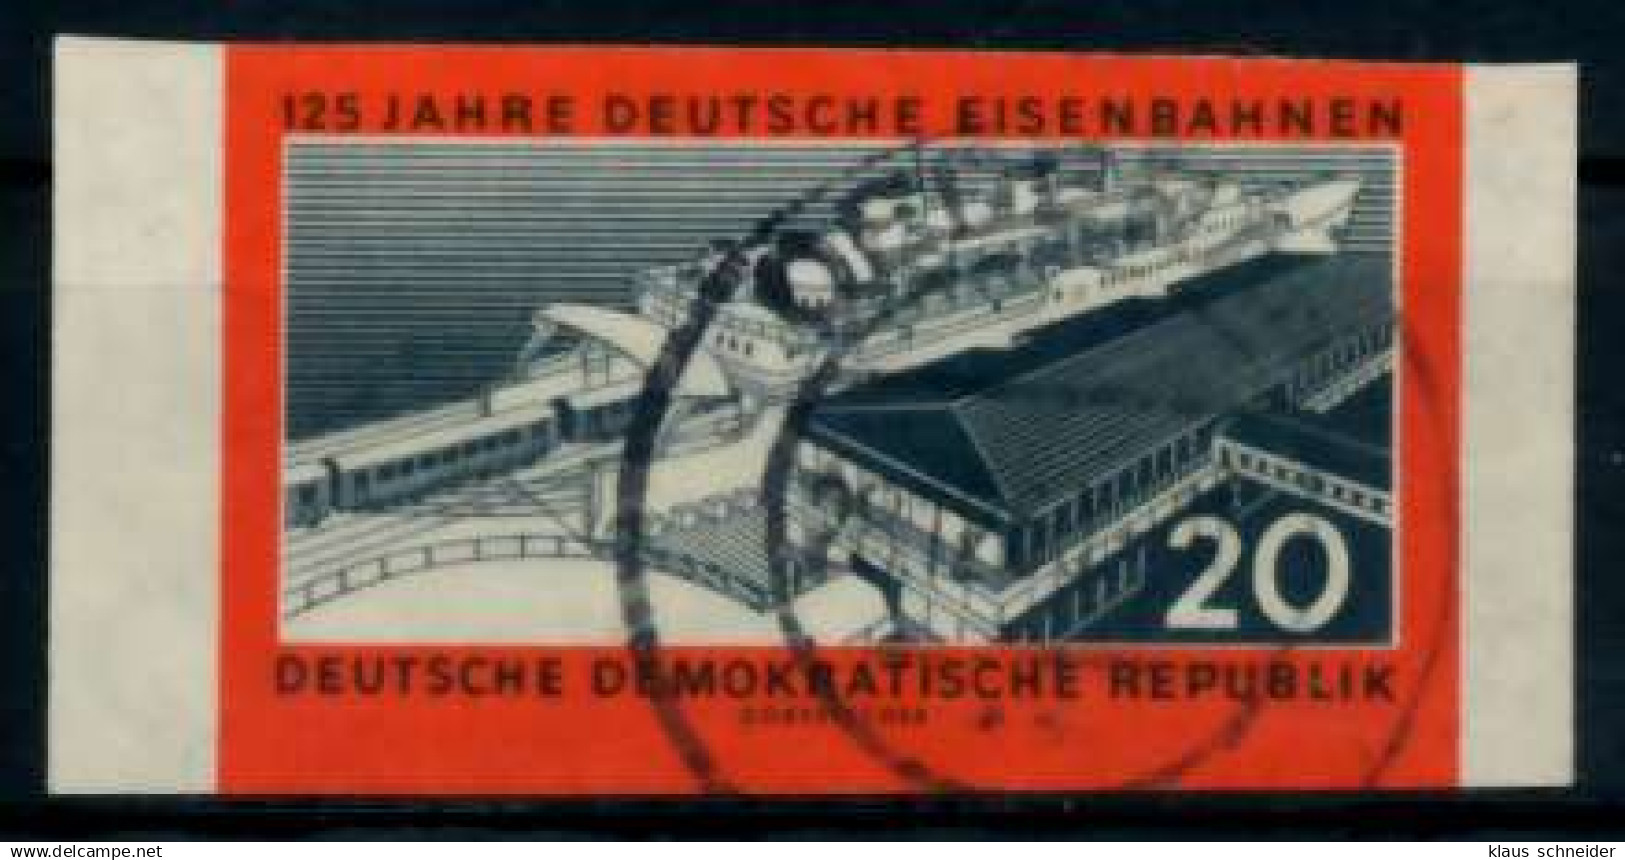 125 JAHRE DEUTSCHE EISENBAHNEN
20
DEUTSCHE DEMOKRATISCHE REPUBLIK
www.delcampe.net
klaus schneider